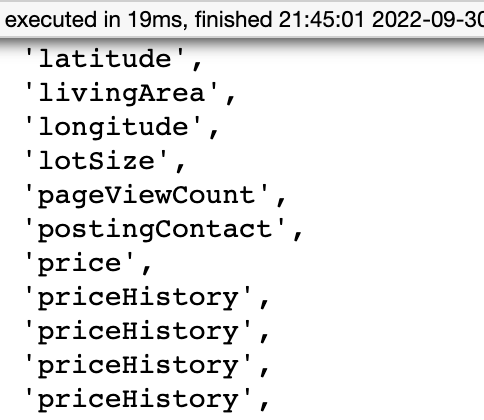 executed in 19ms, finished 21:45:01 2022-09-30
'latitude',
'livingArea',
'longitude',
'lotSize',
'pageViewCount',
'postingContact',
'price',
'priceHistory',
'priceHistory',
'priceHistory',
'priceHistory',